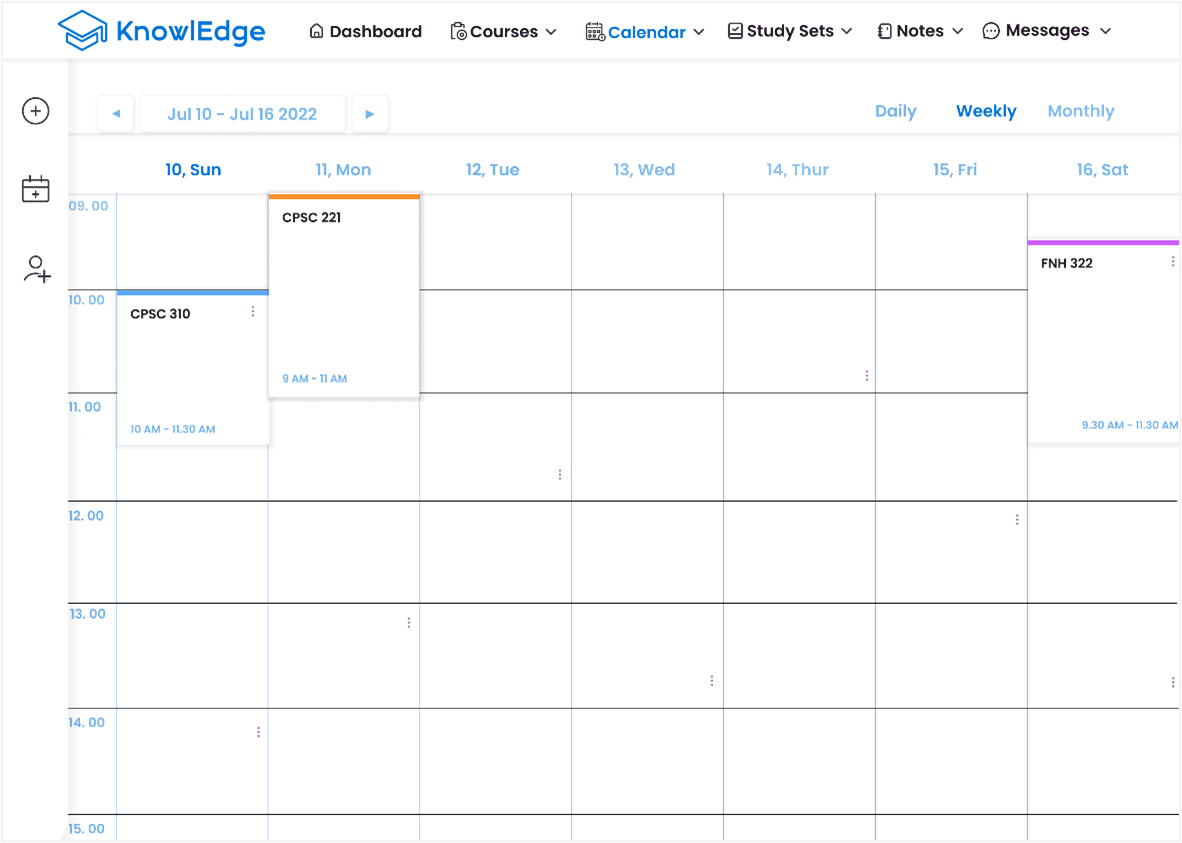 KnowlEdge Dashboard Courses Calendar Study Sets Notes Messages
Jul 10 - Jul 16 2022 Daily Weekly Monthly
10, Sun 11, Mon 12, Tue 13, Wed 14, Thur 15, Fri 16, Sat
09. 00
CPSC 221
FNH 322
10. 00
CPSC 310
9 AM - 11 AM
11. 00
10 AM - 11.30 AM
9.30 AM - 11.30 AM
12. 00
13. 00
14. 00
15. 00